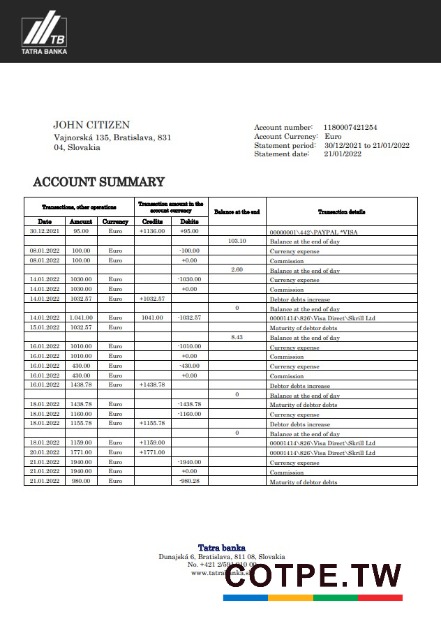 TB
TATRA BANKA
JOHN CITIZEN
Vajnorská 135, Bratislava, 831
04, Slovakia
Account number: 1180007421254
Account Currency: Euro
Statement period: 30/12/2021 to 21/01/2022
Statement date: 21/01/2022
ACCOUNT SUMMARY
Transactions, other operations Transaction amount in the account currency Balance at the end Transaction details
Date Amount Currency Credits Debits
30.12.2021 95.00 Euro +1136.00 +95.00 00000001\442\PAYPAL *VISA
103.10 Balance at the end of day
08.01.2022 100.00 Euro -100.00 Currency expense
08.01.2022 100.00 Euro +0.00 Commission
2.60 Balance at the end of day
14.01.2022 1030.00 Euro -1030.00 Currency expense
14.01.2022 100.00 Euro +0.00 Commission
14.01.2022 1032.57 Euro +1032.57 Debtor debts increase
0 Balance at the end of day
14.01.2022 1.041.00 Euro 1041.00 -1032.57 00001414\826\Visa Direct\Skrill Ltd
15.01.2022 1032.57 Euro Maturity of debtor debts
8.43 Balance at the end of day
16.01.2022 1010.00 Euro -1010.00 Currency expense
16.01.2022 1010.00 Euro +0.00 Commission
16.01.2022 430.00 Euro -430.00 Currency expense
16.01.2022 430.00 Euro +0.00 Commission
16.01.2022 1438.78 Euro +1438.78 Debtor debts increase
0 Balance at the end of day
18.01.2022 1438.78 Euro -1438.78 Maturity of debtor debts
18.01.2022 1160.00 Euro -1160.00 Currency expense
18.01.2022 1155.78 Euro +1155.78 Debtor debts increase
0 Balance at the end of day
18.01.2022 1159.00 Euro +1159.00 00001414\826\Visa Direct\Skrill Ltd
20.01.2022 1771.00 Euro +1771.00 00001414\826\Visa Direct\Skrill Ltd
21.01.2022 1940.00 Euro -1940.00 Currency expense
21.01.2022 1940.00 Euro +0.00 Commission
21.01.2022 980.00 Euro -980.28 Maturity of debtor debts
Tatra banka
Dunajská 6, Bratislava, 811 08, Slovakia
No. +421 2/591
www.tatrabanka.sk
COTPE.TW